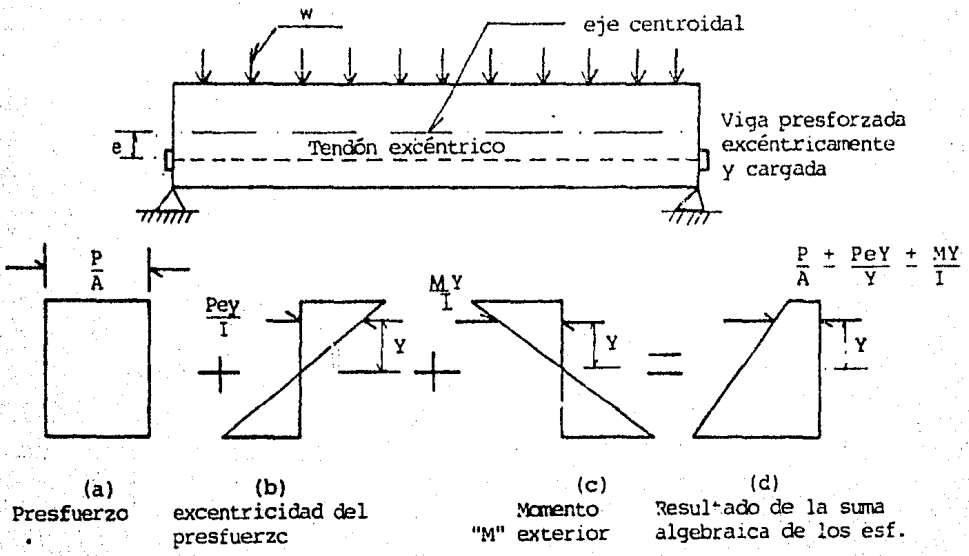 w
eje centroidal
e
Tendón excéntrico
Viga presforzada
excéntricamente
y cargada
P
A
Pey
I
Y
MY
I
Y
P/A + PeY/Y + MY/I
Y
(a)
Presfuerzo
(b)
excentricidad del
presfuerzc
(c)
Momento
"M" exterior
(d)
Resultado de la suma
algebraica de los esf.